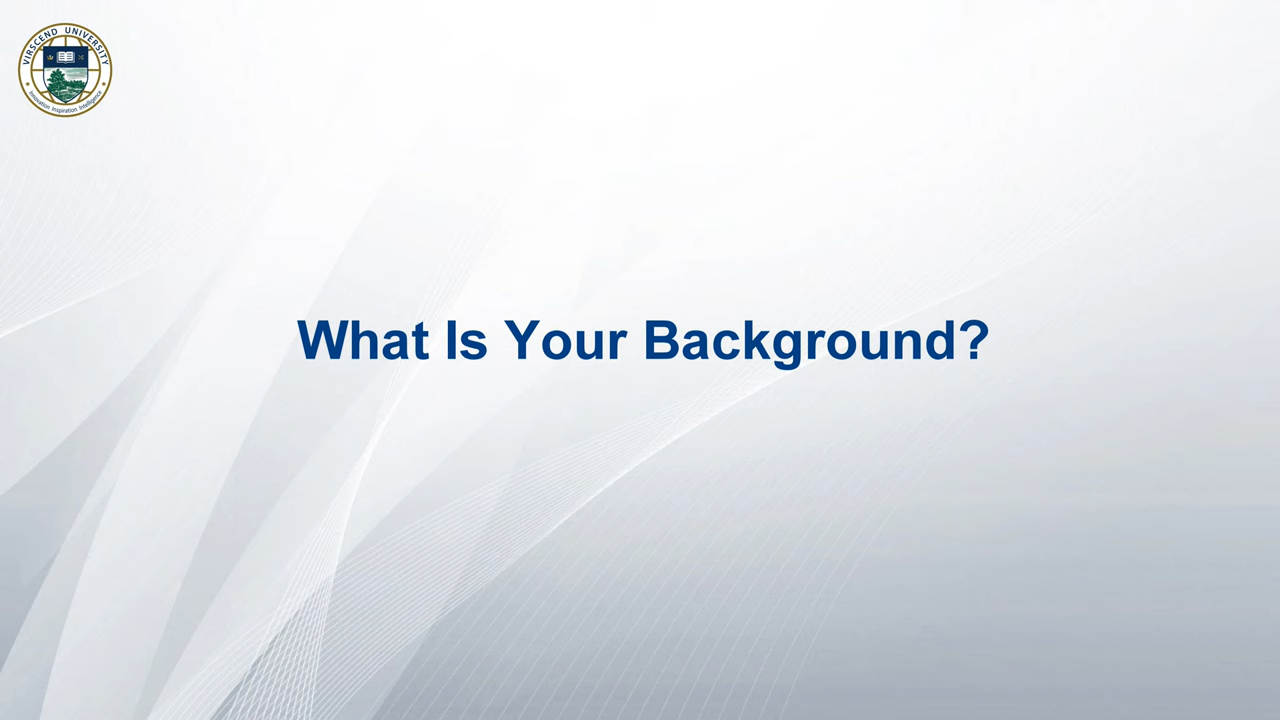 VIRSCEND UNIVERSITY
Innovation Inspiration Intelligence
What Is Your Background?